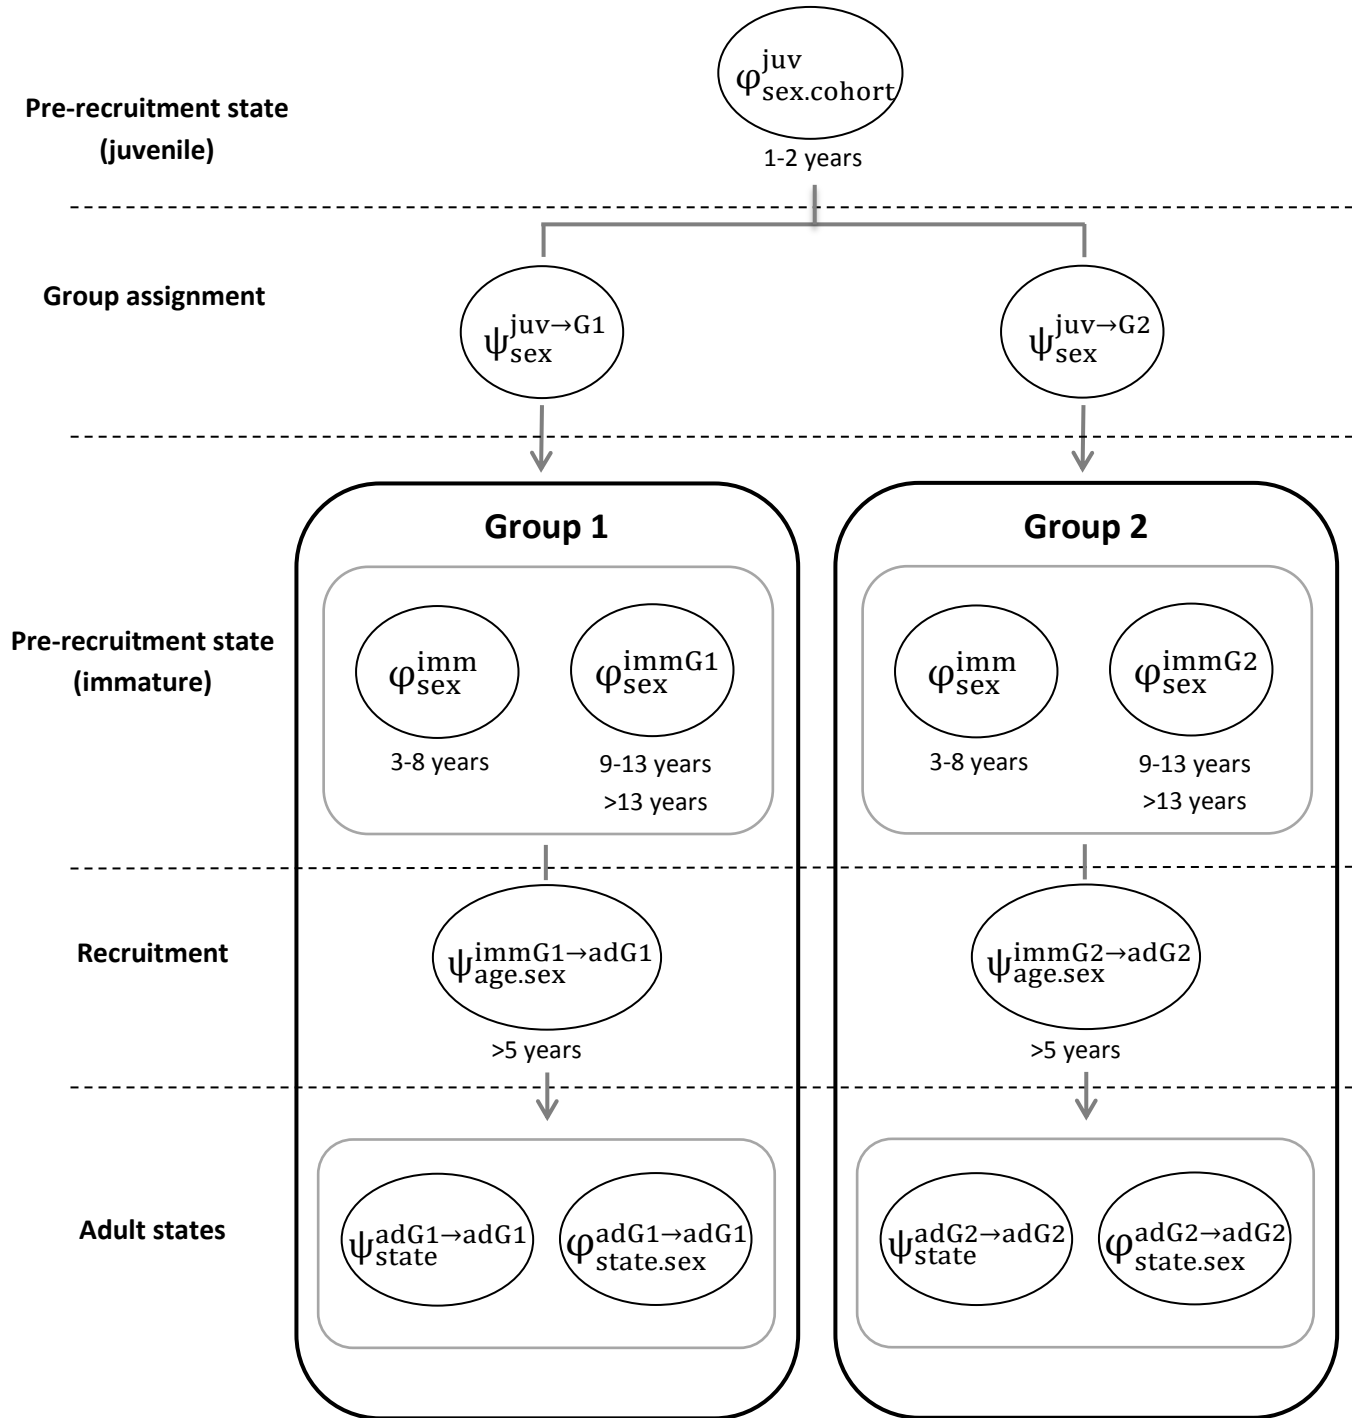 φ^juv_sex.cohort
Pre-recruitment state
(juvenile)
1-2 years
Group assignment
ψ^juv→G1_sex
ψ^juv→G2_sex
Group 1
Group 2
Pre-recruitment state
(immature)
φ^imm_sex
φ^immG1_sex
φ^imm_sex
φ^immG2_sex
3-8 years
9-13 years
>13 years
3-8 years
9-13 years
>13 years
Recruitment
ψ^immG1→adG1_age.sex
ψ^immG2→adG2_age.sex
>5 years
>5 years
Adult states
ψ^adG1→adG1_state
φ^adG1→adG1_state.sex
ψ^adG2→adG2_state
φ^adG2→adG2_state.sex